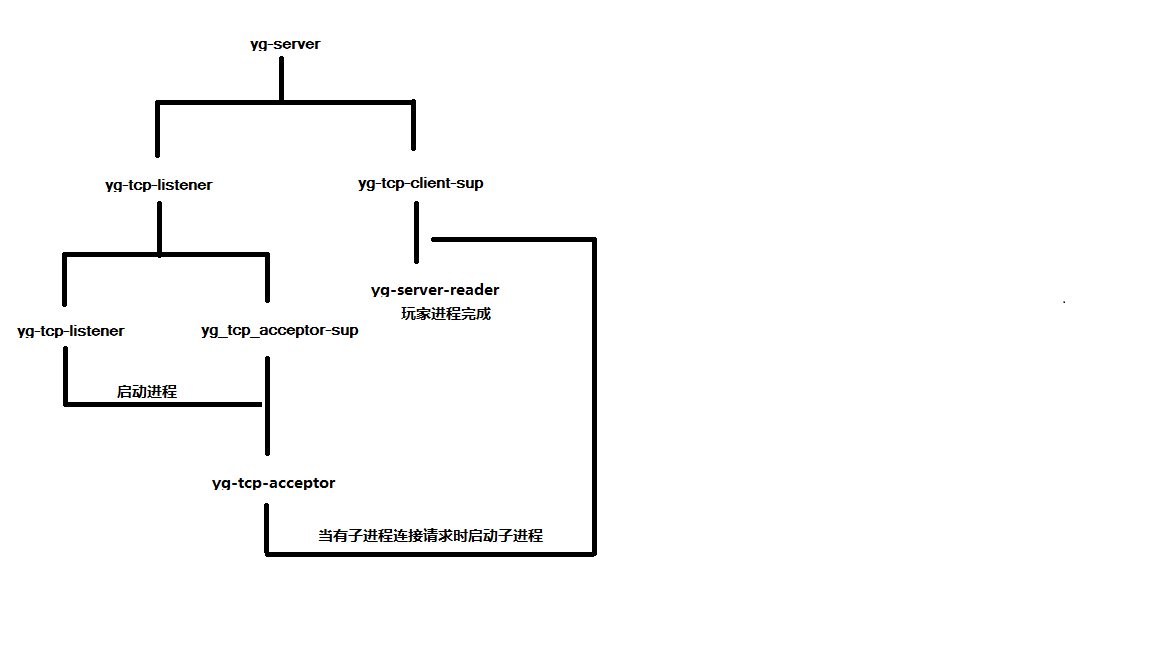 yg-server
yg-tcp-listener
yg-tcp-client-sup
yg-server-reader
玩家进程完成
yg-tcp-listener
yg_tcp_acceptor-sup
启动进程
yg-tcp-acceptor
当有子进程连接请求时启动子进程